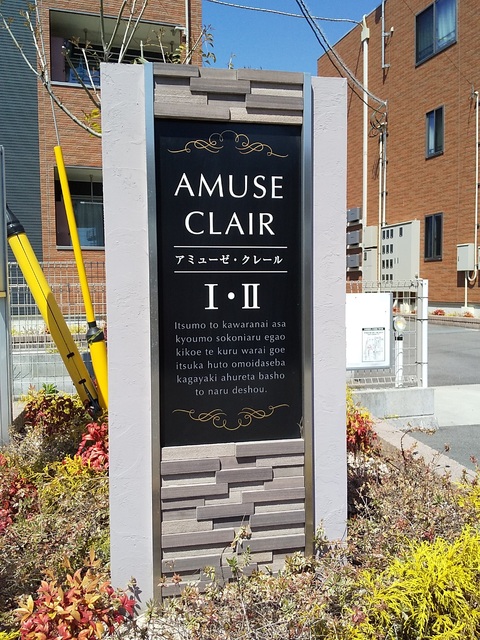 AMUSE
CLAIR
アミューゼ・クレール
I・II
Itsumo to kawaranai asa
kyoumo sokoniaru egao
kikoe te kuru warai goe
itsuka huto omoidaseba
kagayaki ahureta basho
to naru deshou.